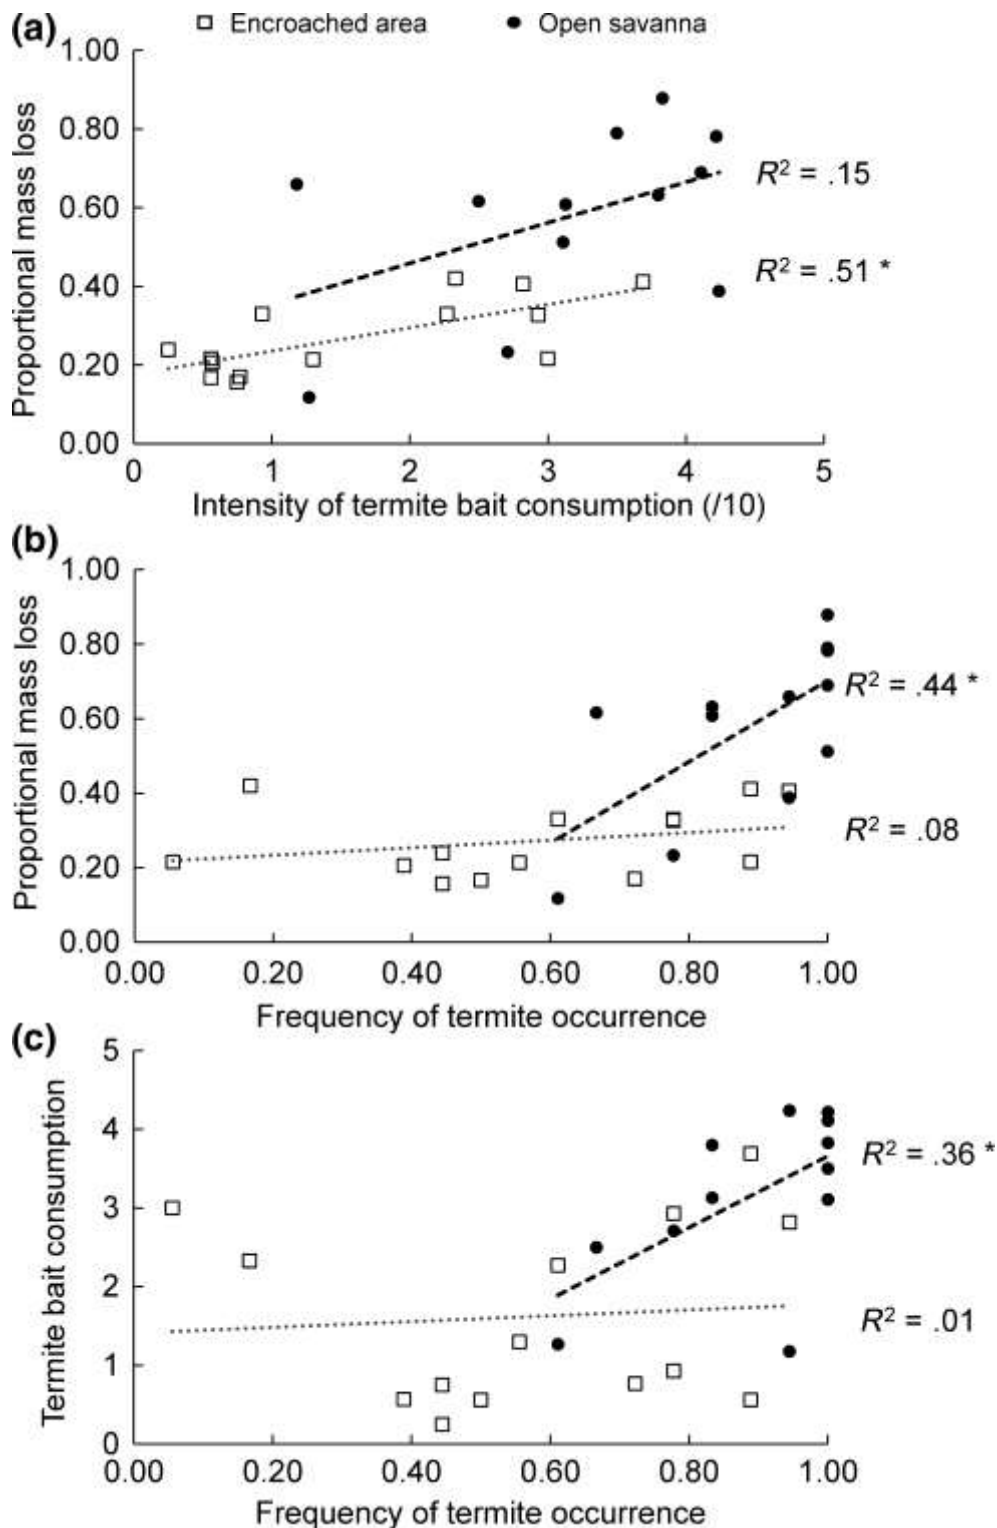 (a)
□ Encroached area ● Open savanna
1.00
0.80
0.60
0.40
0.20
0.00
Proportional mass loss
R² = .15
R² = .51 *
0 1 2 3 4 5
Intensity of termite bait consumption (/10)
(b)
1.00
0.80
0.60
0.40
0.20
0.00
Proportional mass loss
R² = .44 *
R² = .08
0.00 0.20 0.40 0.60 0.80 1.00
Frequency of termite occurrence
(c)
5
4
3
2
1
0
Termite bait consumption
R² = .36 *
R² = .01
0.00 0.20 0.40 0.60 0.80 1.00
Frequency of termite occurrence